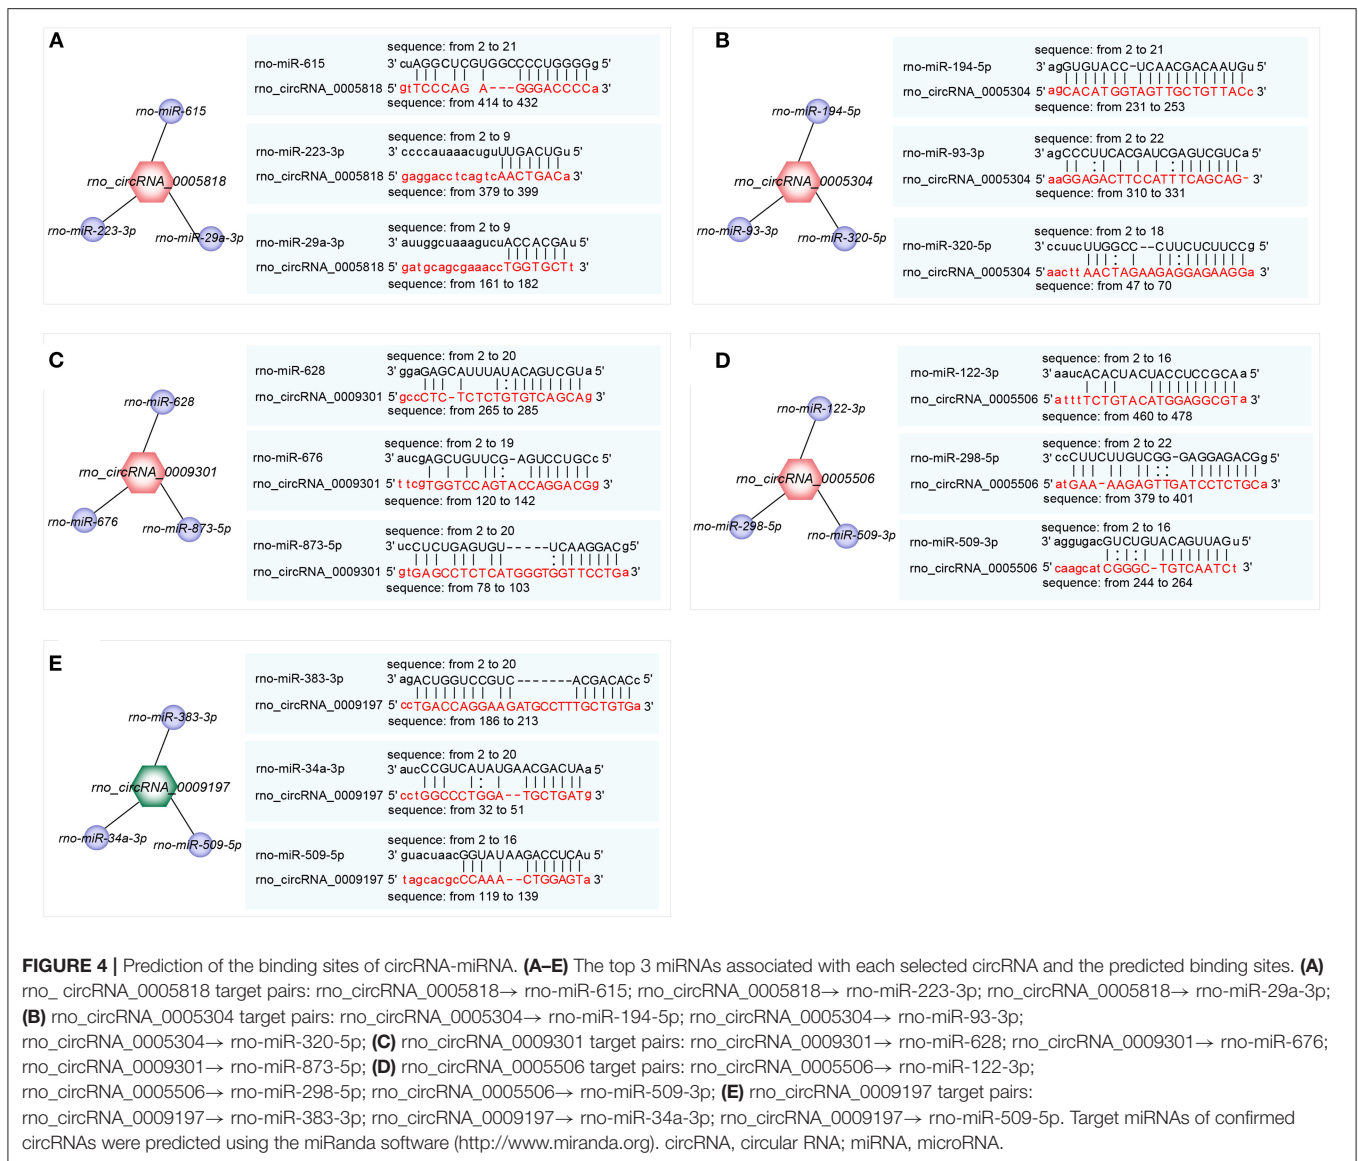 A
rno-miR-615
rno_circRNA_0005818
rno-miR-223-3p
rno-miR-29a-3p
sequence: from 2 to 21
rno-miR-615 3' cuAGGCUCGUGGCCCCUGGGGg 5'
rno_circRNA_0005818 5' gtTCCCAG A---GGGACCCCa 3'
sequence: from 414 to 432
sequence: from 2 to 9
rno-miR-223-3p 3' ccccauaaacuguUUGACUGu 5'
rno_circRNA_0005818 5' gaggacctcagtcAACTGACa 3'
sequence: from 379 to 399
sequence: from 2 to 9
rno-miR-29a-3p 3' auuggcuaaagucuACCACGAu 5'
rno_circRNA_0005818 5' gatgcagcgaaaccTGGTGCTt 3'
sequence: from 161 to 182
B
rno-miR-194-5p
rno_circRNA_0005304
rno-miR-93-3p
rno-miR-320-5p
sequence: from 2 to 21
rno-miR-194-5p 3' agGUGUACC-UCAACGACAAUGu 5'
rno_circRNA_0005304 5' agCACATGGTAGTTGCTGTTACc 3'
sequence: from 231 to 253
sequence: from 2 to 22
rno-miR-93-3p 3' agCCCUUCACGAUCGAGUCGUCa 5'
rno_circRNA_0005304 5' aaGGAGACTTCCATTTCAGCAG- 3'
sequence: from 310 to 331
sequence: from 2 to 18
rno-miR-320-5p 3' ccuucUUGGCC--CUUCUCUUCCg 5'
rno_circRNA_0005304 5' aacttAACTAGAAGAGGAGAAGGa 3'
sequence: from 47 to 70
C
rno-miR-628
rno_circRNA_0009301
rno-miR-676
rno-miR-873-5p
sequence: from 2 to 20
rno-miR-628 3' ggaGAGCAUUUAUACAGUCGUa 5'
rno_circRNA_0009301 5' gccCTC-TCTCTGTGTCAGCAg 3'
sequence: from 265 to 285
sequence: from 2 to 19
rno-miR-676 3' aucgAGCUGUUCG-AGUCCUGCc 5'
rno_circRNA_0009301 5' ttcgTGGTCCAGTACCAGGACGg 3'
sequence: from 120 to 142
sequence: from 2 to 20
rno-miR-873-5p 3' ucCUCUGAGUGU-----UCAAGGACg 5'
rno_circRNA_0009301 5' gtGAGCCTCTCATGGGTGGTTCCTGa 3'
sequence: from 78 to 103
D
rno-miR-122-3p
rno_circRNA_0005506
rno-miR-298-5p
rno-miR-509-3p
sequence: from 2 to 16
rno-miR-122-3p 3' aaucACACUACUACCUCCGCAa 5'
rno_circRNA_0005506 5' attttTCTGTACATGGAGGCGTa 3'
sequence: from 460 to 478
sequence: from 2 to 22
rno-miR-298-5p 3' ccCUUCUUGUCGG-GAGGAGACGg 5'
rno_circRNA_0005506 5' atGAA-AAGAGTTGATCCTCTGCa 3'
sequence: from 379 to 401
sequence: from 2 to 16
rno-miR-509-3p 3' aggugacGUCUGUACAGUUAGu 5'
rno_circRNA_0005506 5' caagcatCGGGC-TGTCAATCt 3'
sequence: from 244 to 264
E
rno-miR-383-3p
rno_circRNA_0009197
rno-miR-34a-3p
rno-miR-509-5p
sequence: from 2 to 20
rno-miR-383-3p 3' agACUGGUCCGUC-------ACGACACc 5'
rno_circRNA_0009197 5' ccTGACCAGGAAGATGCCTTTGCTGTGa 3'
sequence: from 186 to 213
sequence: from 2 to 20
rno-miR-34a-3p 3' aucCCGUCAUAUGAACGACUAa 5'
rno_circRNA_0009197 5' cctGGCCCTGGA--TGCTGATg 3'
sequence: from 32 to 51
sequence: from 2 to 16
rno-miR-509-5p 3' guacuaacGGUAUAAGACCUCAu 5'
rno_circRNA_0009197 5' tagcacgcCCAAA--CTGGAGTa 3'
sequence: from 119 to 139
FIGURE 4 | Prediction of the binding sites of circRNA-miRNA. (A–E) The top 3 miRNAs associated with each selected circRNA and the predicted binding sites. (A)
rno_ circRNA_0005818 target pairs: rno_circRNA_0005818→ rno-miR-615; rno_circRNA_0005818→ rno-miR-223-3p; rno_circRNA_0005818→ rno-miR-29a-3p;
(B) rno_circRNA_0005304 target pairs: rno_circRNA_0005304→ rno-miR-194-5p; rno_circRNA_0005304→ rno-miR-93-3p;
rno_circRNA_0005304→ rno-miR-320-5p; (C) rno_circRNA_0009301 target pairs: rno_circRNA_0009301→ rno-miR-628; rno_circRNA_0009301→ rno-miR-676;
rno_circRNA_0009301→ rno-miR-873-5p; (D) rno_circRNA_0005506 target pairs: rno_circRNA_0005506→ rno-miR-122-3p;
rno_circRNA_0005506→ rno-miR-298-5p; rno_circRNA_0005506→ rno-miR-509-3p; (E) rno_circRNA_0009197 target pairs:
rno_circRNA_0009197→ rno-miR-383-3p; rno_circRNA_0009197→ rno-miR-34a-3p; rno_circRNA_0009197→ rno-miR-509-5p. Target miRNAs of confirmed
circRNAs were predicted using the miRanda software (http://www.miranda.org). circRNA, circular RNA; miRNA, microRNA.